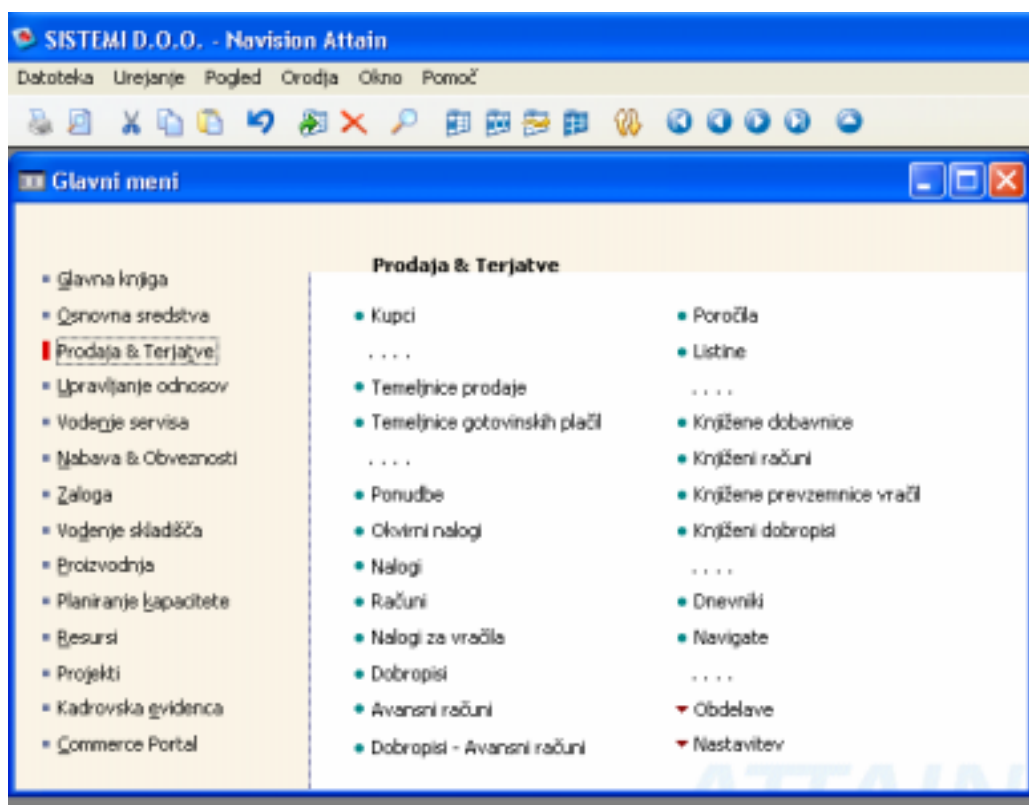 SISTEMI D.O.O. - Navision Attain
Datoteka Urejanje Pogled Orodja Okno Pomoč
Glavni meni
Glavna knjiga
Osnovna sredstva
Prodaja & Terjatve
Upravljanje odnosov
Vodenje servisa
Nabava & Obveznosti
Zaloga
Vodenje skladišča
Proizvodnja
Planiranje kapacitete
Resursi
Projekti
Kadrovska evidenca
Commerce Portal
Prodaja & Terjatve
Kupci
. . . .
Temeljnice prodaje
Temeljnice gotovinskih plačil
. . . .
Ponudbe
Okvirni nalogi
Nalogi
Računi
Nalogi za vračila
Dobropisi
Avansni računi
Dobropisi - Avansni računi
Poročila
Listine
. . . .
Knjižene dobavnice
Knjiženi računi
Knjižene prevzemnice vračil
Knjiženi dobropisi
. . . .
Dnevniki
Navigate
. . . .
Obdelave
Nastavitev
ATTAIN